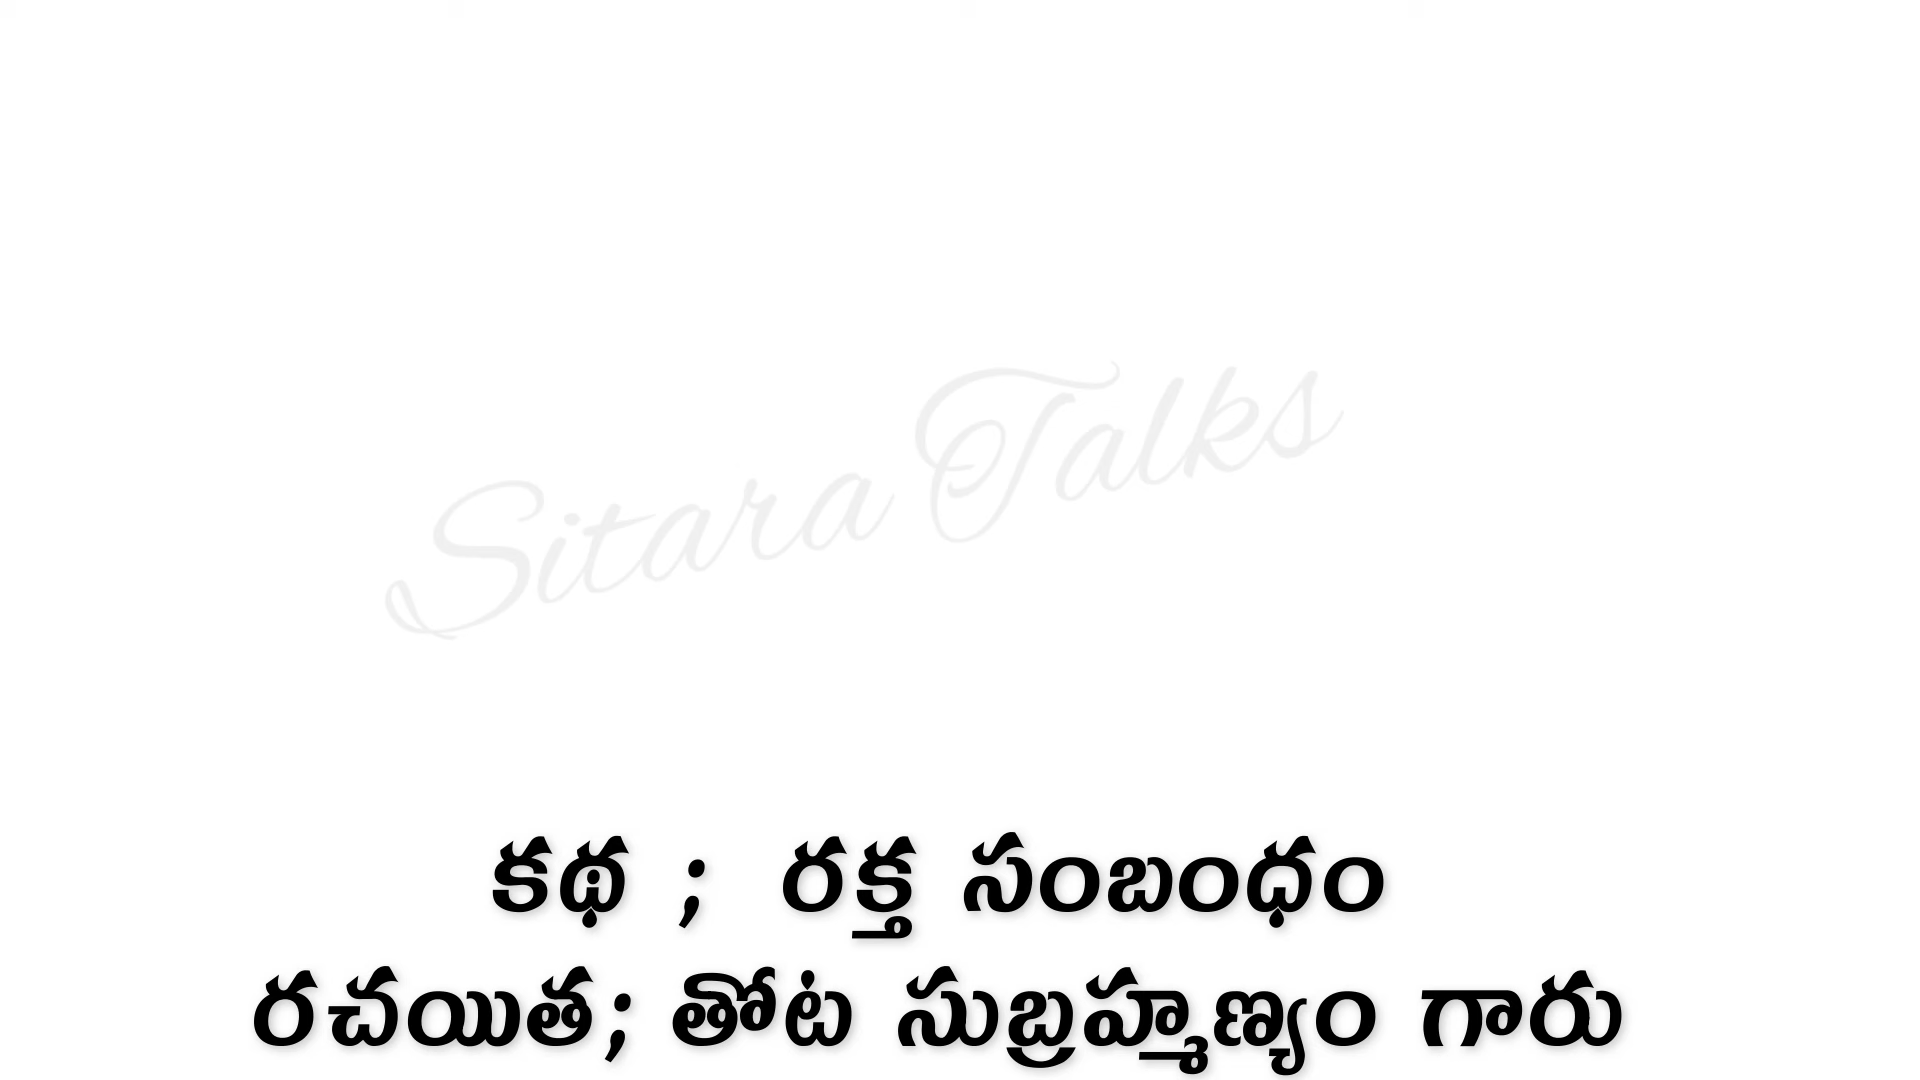 Sitara Talks
కథ ; రక్త సంబంధం
రచయిత; తోట సుబ్రహ్మణ్యం గారు